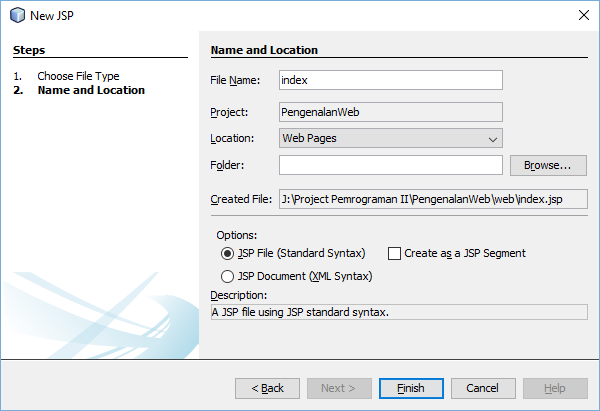 New JSP
Steps
1. Choose File Type
2. Name and Location
Name and Location
File Name: index
Project: PengenalanWeb
Location: Web Pages
Folder: Browse...
Created File: J:\Project Pemrograman II\PengenalanWeb\web\index.jsp
Options:
JSP File (Standard Syntax) Create as a JSP Segment
JSP Document (XML Syntax)
Description:
A JSP file using JSP standard syntax.
< Back Next > Finish Cancel Help